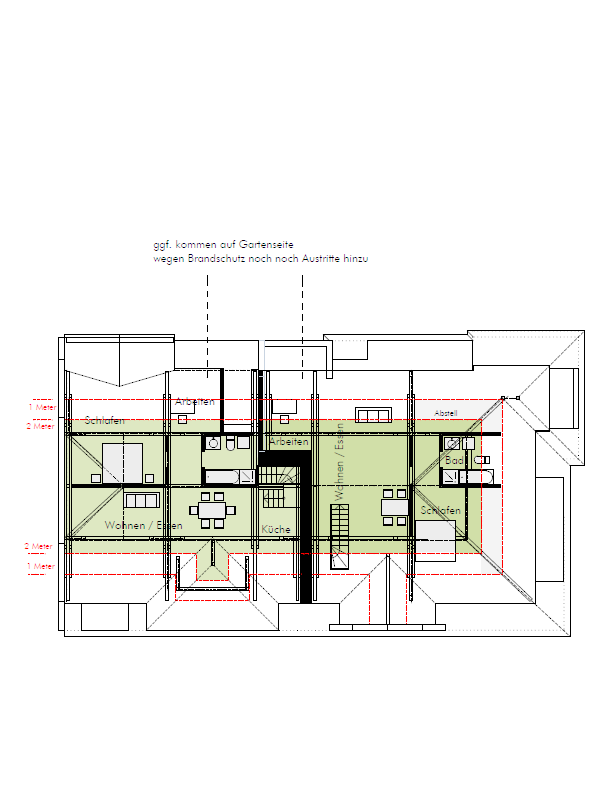 ggf. kommen auf Gartenseite
wegen Brandschutz noch noch Austritte hinzu
Arbeiten
1 Meter
Schlafen
Abstell
2 Meter
Arbeiten
Wohnen / Essen
Bad
Schlafen
Wohnen / Essen
Küche
2 Meter
1 Meter